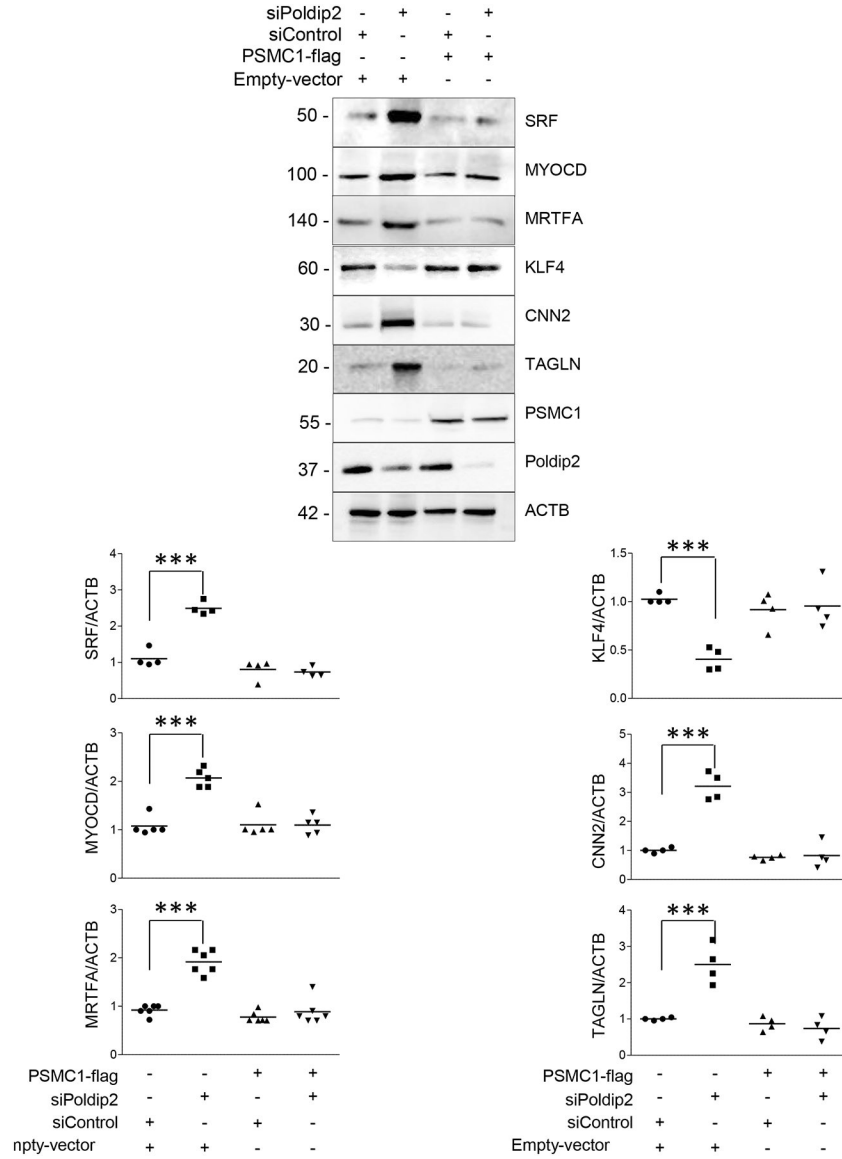 siPoldip2 - + - +
siControl + - + -
PSMC1-flag - - + +
Empty-vector + + - -
50 - SRF
100 - MYOCD
140 - MRTFA
60 - KLF4
30 - CNN2
20 - TAGLN
55 - PSMC1
37 - Poldip2
42 - ACTB
SRF/ACTB
4
3
2
1
0
***
KLF4/ACTB
1.5
1.0
0.5
0.0
***
MYOCD/ACTB
3
2
1
0
***
CNN2/ACTB
5
4
3
2
1
0
***
MRTFA/ACTB
3
2
1
0
***
TAGLN/ACTB
4
3
2
1
0
***
PSMC1-flag - - + +
siPoldip2 - + - +
siControl + - + -
npty-vector + + - -
PSMC1-flag - - + +
siPoldip2 - + - +
siControl + - + -
Empty-vector + + - -